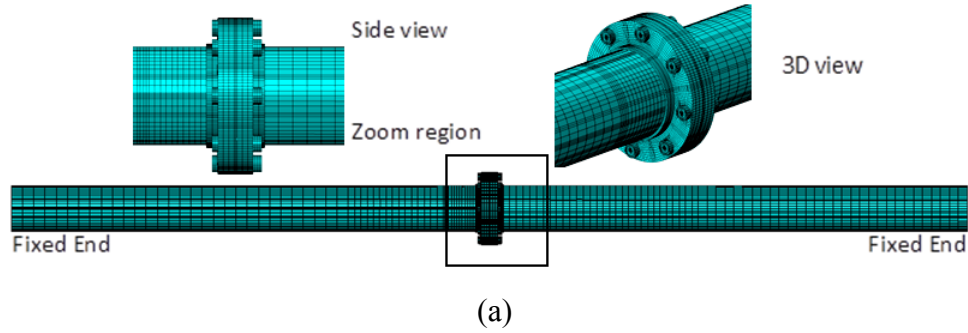 Side view
3D view
Zoom region
Fixed End
Fixed End
(a)